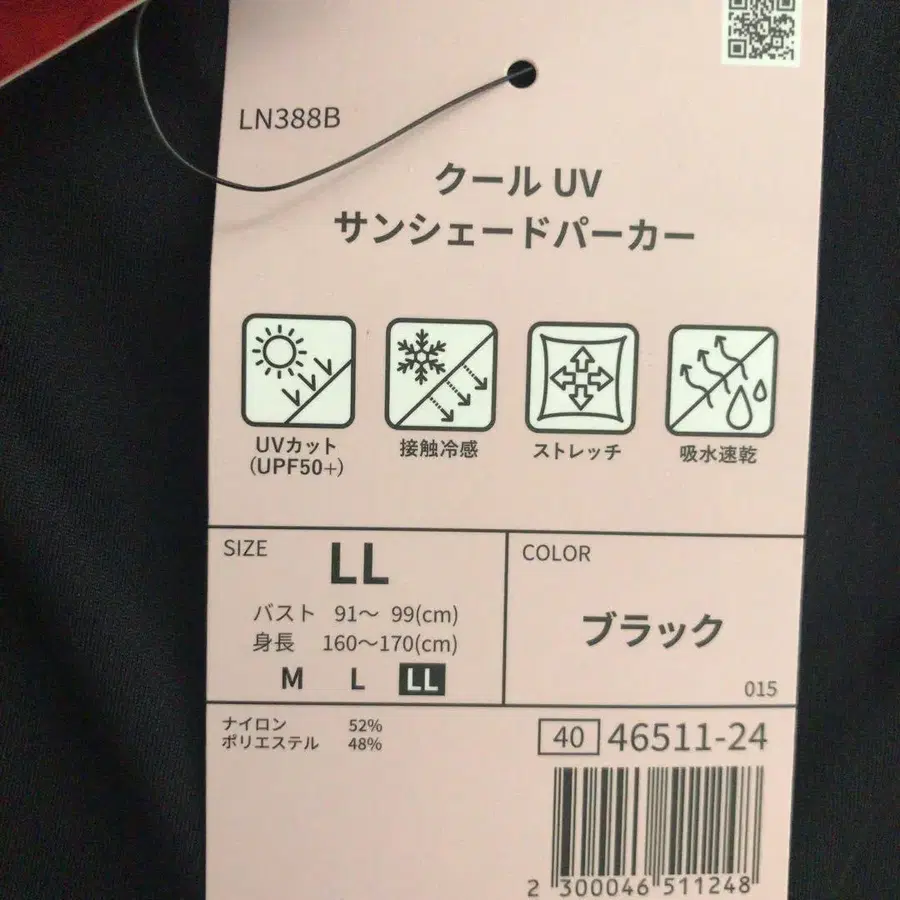 LN388B
クール UV
サンシェードパーカー
UVカット
(UPF50+)
接触冷感
ストレッチ
吸水速乾
SIZE
LL
バスト 91～ 99(cm)
身長 160～170(cm)
M L LL
COLOR
ブラック
015
ナイロン 52%
ポリエステル 48%
40 46511-24
2 300046 511248